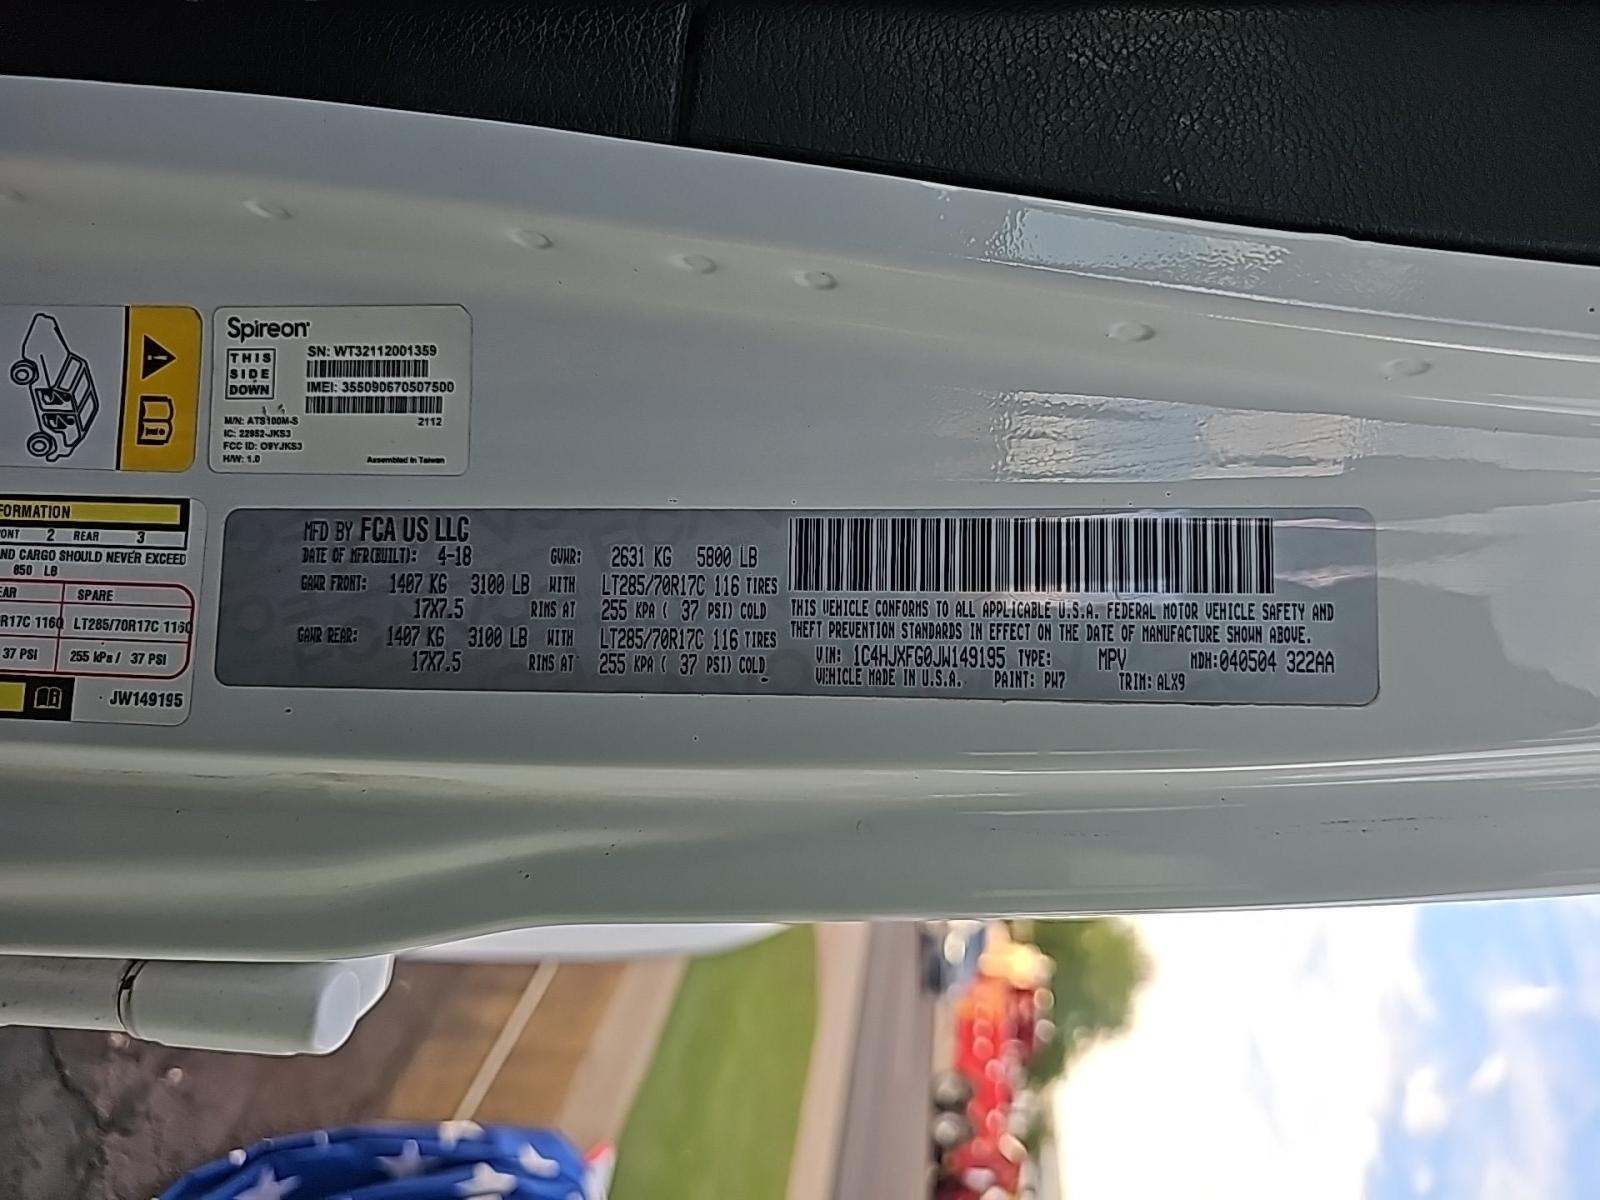 Spireon
THIS
SIDE
DOWN
SN: WT32112001359
IMEI: 355090670507500
M/N: ATS100M-S
2112
IC: 22952-JKS3
FCC ID: O9YJKS3
H/W: 1.0
Assembled in Taiwan
FORMATION
ONT 2 REAR 3
AND CARGO SHOULD NEVER EXCEED
850 LB
EAR SPARE
R17C 116Q LT285/70R17C 116Q
37 PSI 255 kPa / 37 PSI
JW149195
MFD BY FCA US LLC
DATE OF MFR(BUILT): 4-18 GVWR: 2631 KG 5800 LB
GAWR FRONT: 1407 KG 3100 LB WITH LT285/70R17C 116 TIRES
17X7.5 RIMS AT 255 KPA ( 37 PSI) COLD
GAWR REAR: 1407 KG 3100 LB WITH LT285/70R17C 116 TIRES
17X7.5 RIMS AT 255 KPA ( 37 PSI) COLD
THIS VEHICLE CONFORMS TO ALL APPLICABLE U.S.A. FEDERAL MOTOR VEHICLE SAFETY AND
THEFT PREVENTION STANDARDS IN EFFECT ON THE DATE OF MANUFACTURE SHOWN ABOVE.
VIN: 1C4HJXFG0JW149195 TYPE: MPV MDH: 040504 322AA
VEHICLE MADE IN U.S.A. PAINT: PW7 TRIM: ALX9